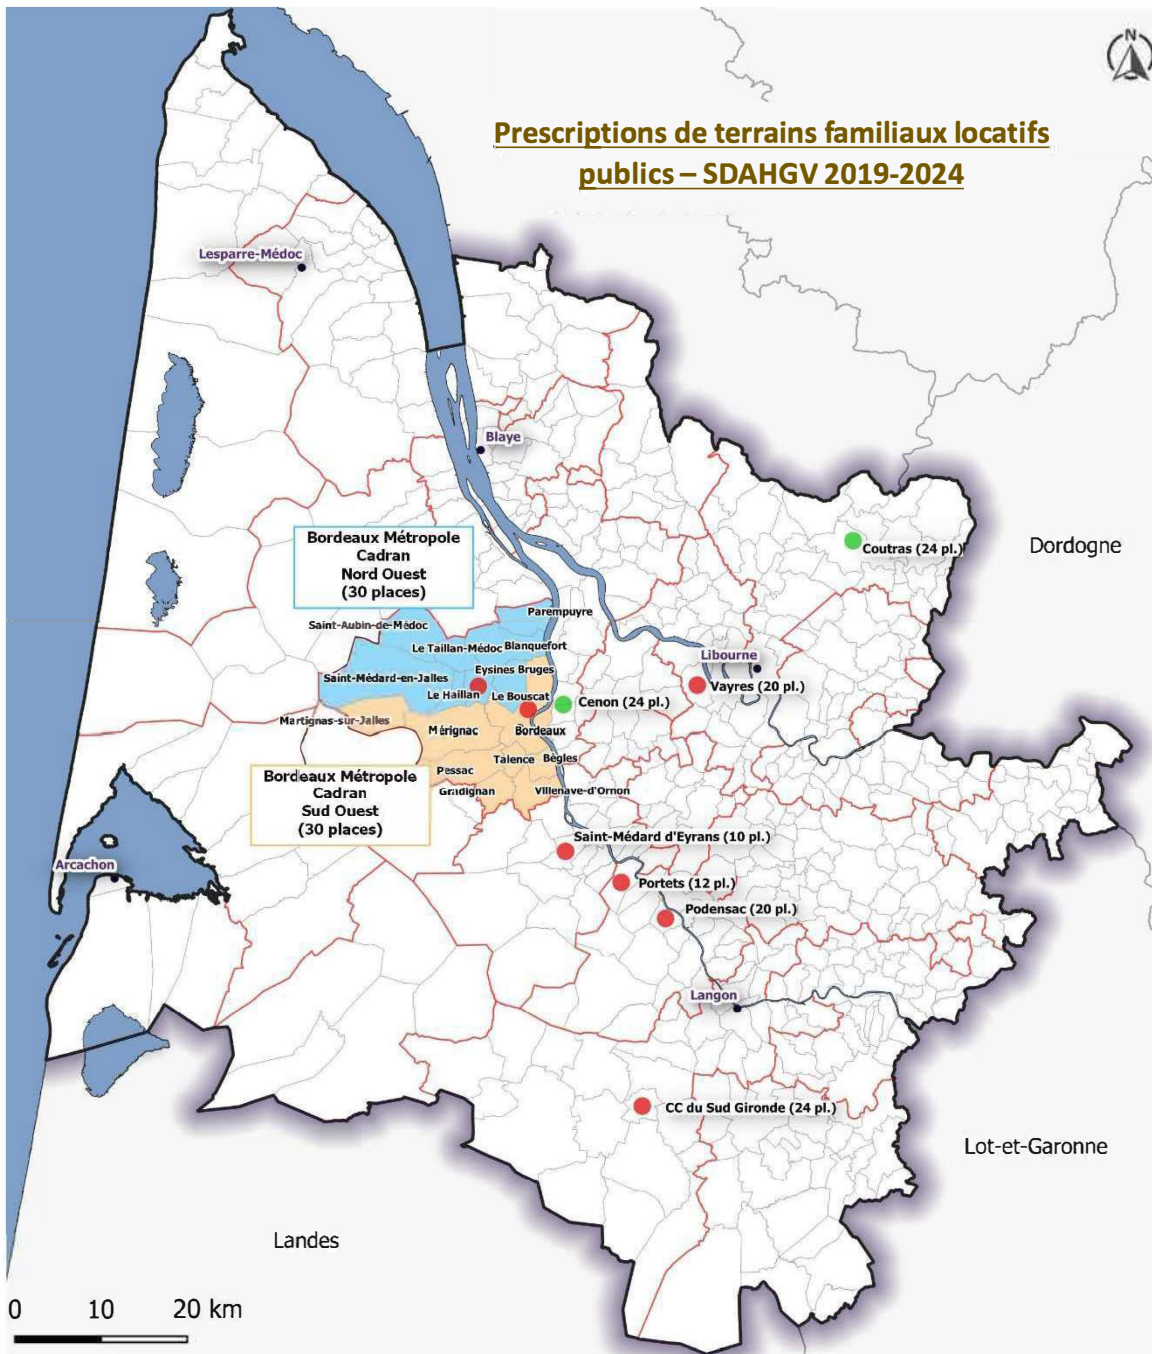 N
Prescriptions de terrains familiaux locatifs
publics – SDAHGV 2019-2024
Lesparre-Médoc
Blaye
Bordeaux Métropole
Cadran
Nord Ouest
(30 places)
Coutras (24 pl.)
Dordogne
Parempuyre
Saint-Aubin-de-Médoc
Le Taillan-Médoc
Blanquefort
Libourne
Eysines
Bruges
Saint-Médard-en-Jalles
Le Haillan
Le Bouscat
Cenon (24 pl.)
Vayres (20 pl.)
Martignas-sur-Jalles
Mérignac
Bordeaux
Talence
Bègles
Pessac
Gradignan
Villenave-d'Ornon
Bordeaux Métropole
Cadran
Sud Ouest
(30 places)
Saint-Médard d'Eyrans (10 pl.)
Arcachon
Portets (12 pl.)
Podensac (20 pl.)
Langon
CC du Sud Gironde (24 pl.)
Lot-et-Garonne
Landes
0 10 20 km